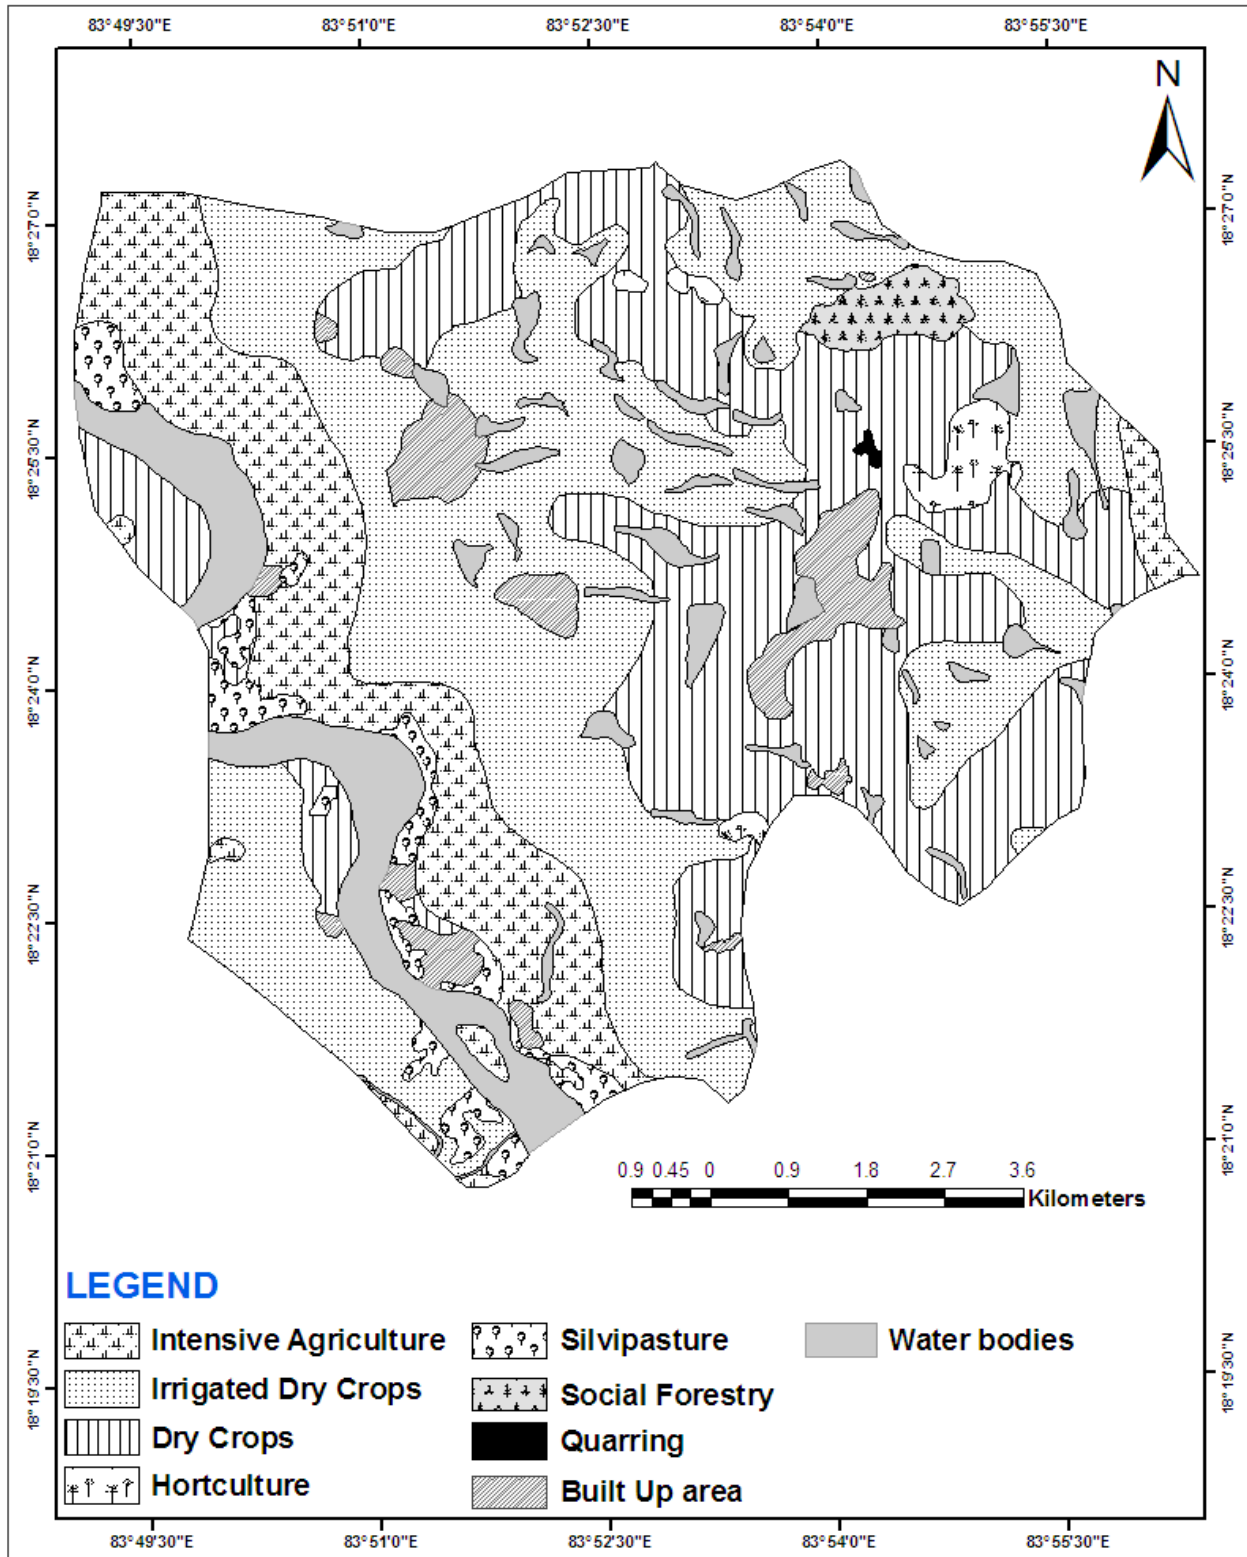 83°49'30"E 83°51'0"E 83°52'30"E 83°54'0"E 83°55'30"E
N
18°27'0"N 18°27'0"N
18°25'30"N 18°25'30"N
18°24'0"N 18°24'0"N
18°22'30"N 18°22'30"N
18°21'0"N 18°21'0"N
0.9 0.45 0 0.9 1.8 2.7 3.6
Kilometers
LEGEND
Intensive Agriculture Silvipasture Water bodies
Irrigated Dry Crops Social Forestry
18°19'30"N 18°19'30"N
Dry Crops Quarring
Hortculture Built Up area
83°49'30"E 83°51'0"E 83°52'30"E 83°54'0"E 83°55'30"E